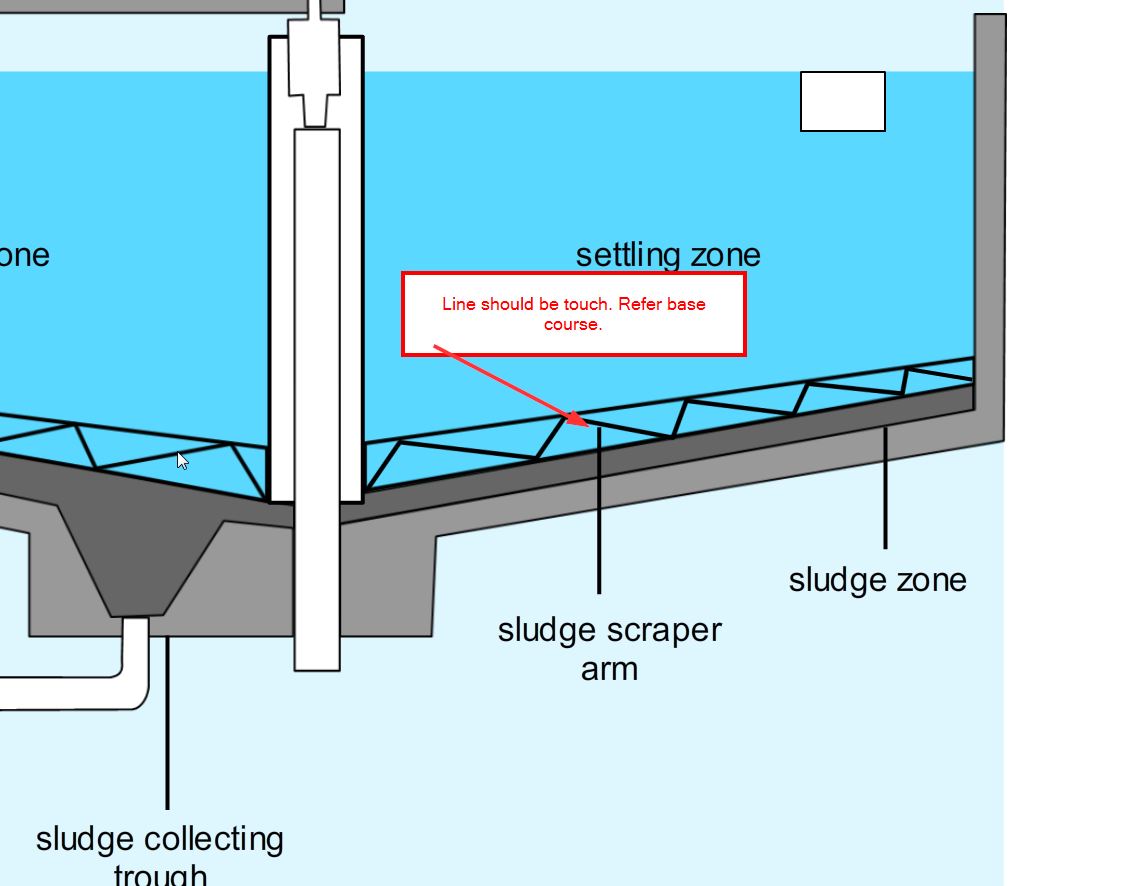 one
settling zone
Line should be touch. Refer base
course.
sludge zone
sludge scraper
arm
sludge collecting
trough